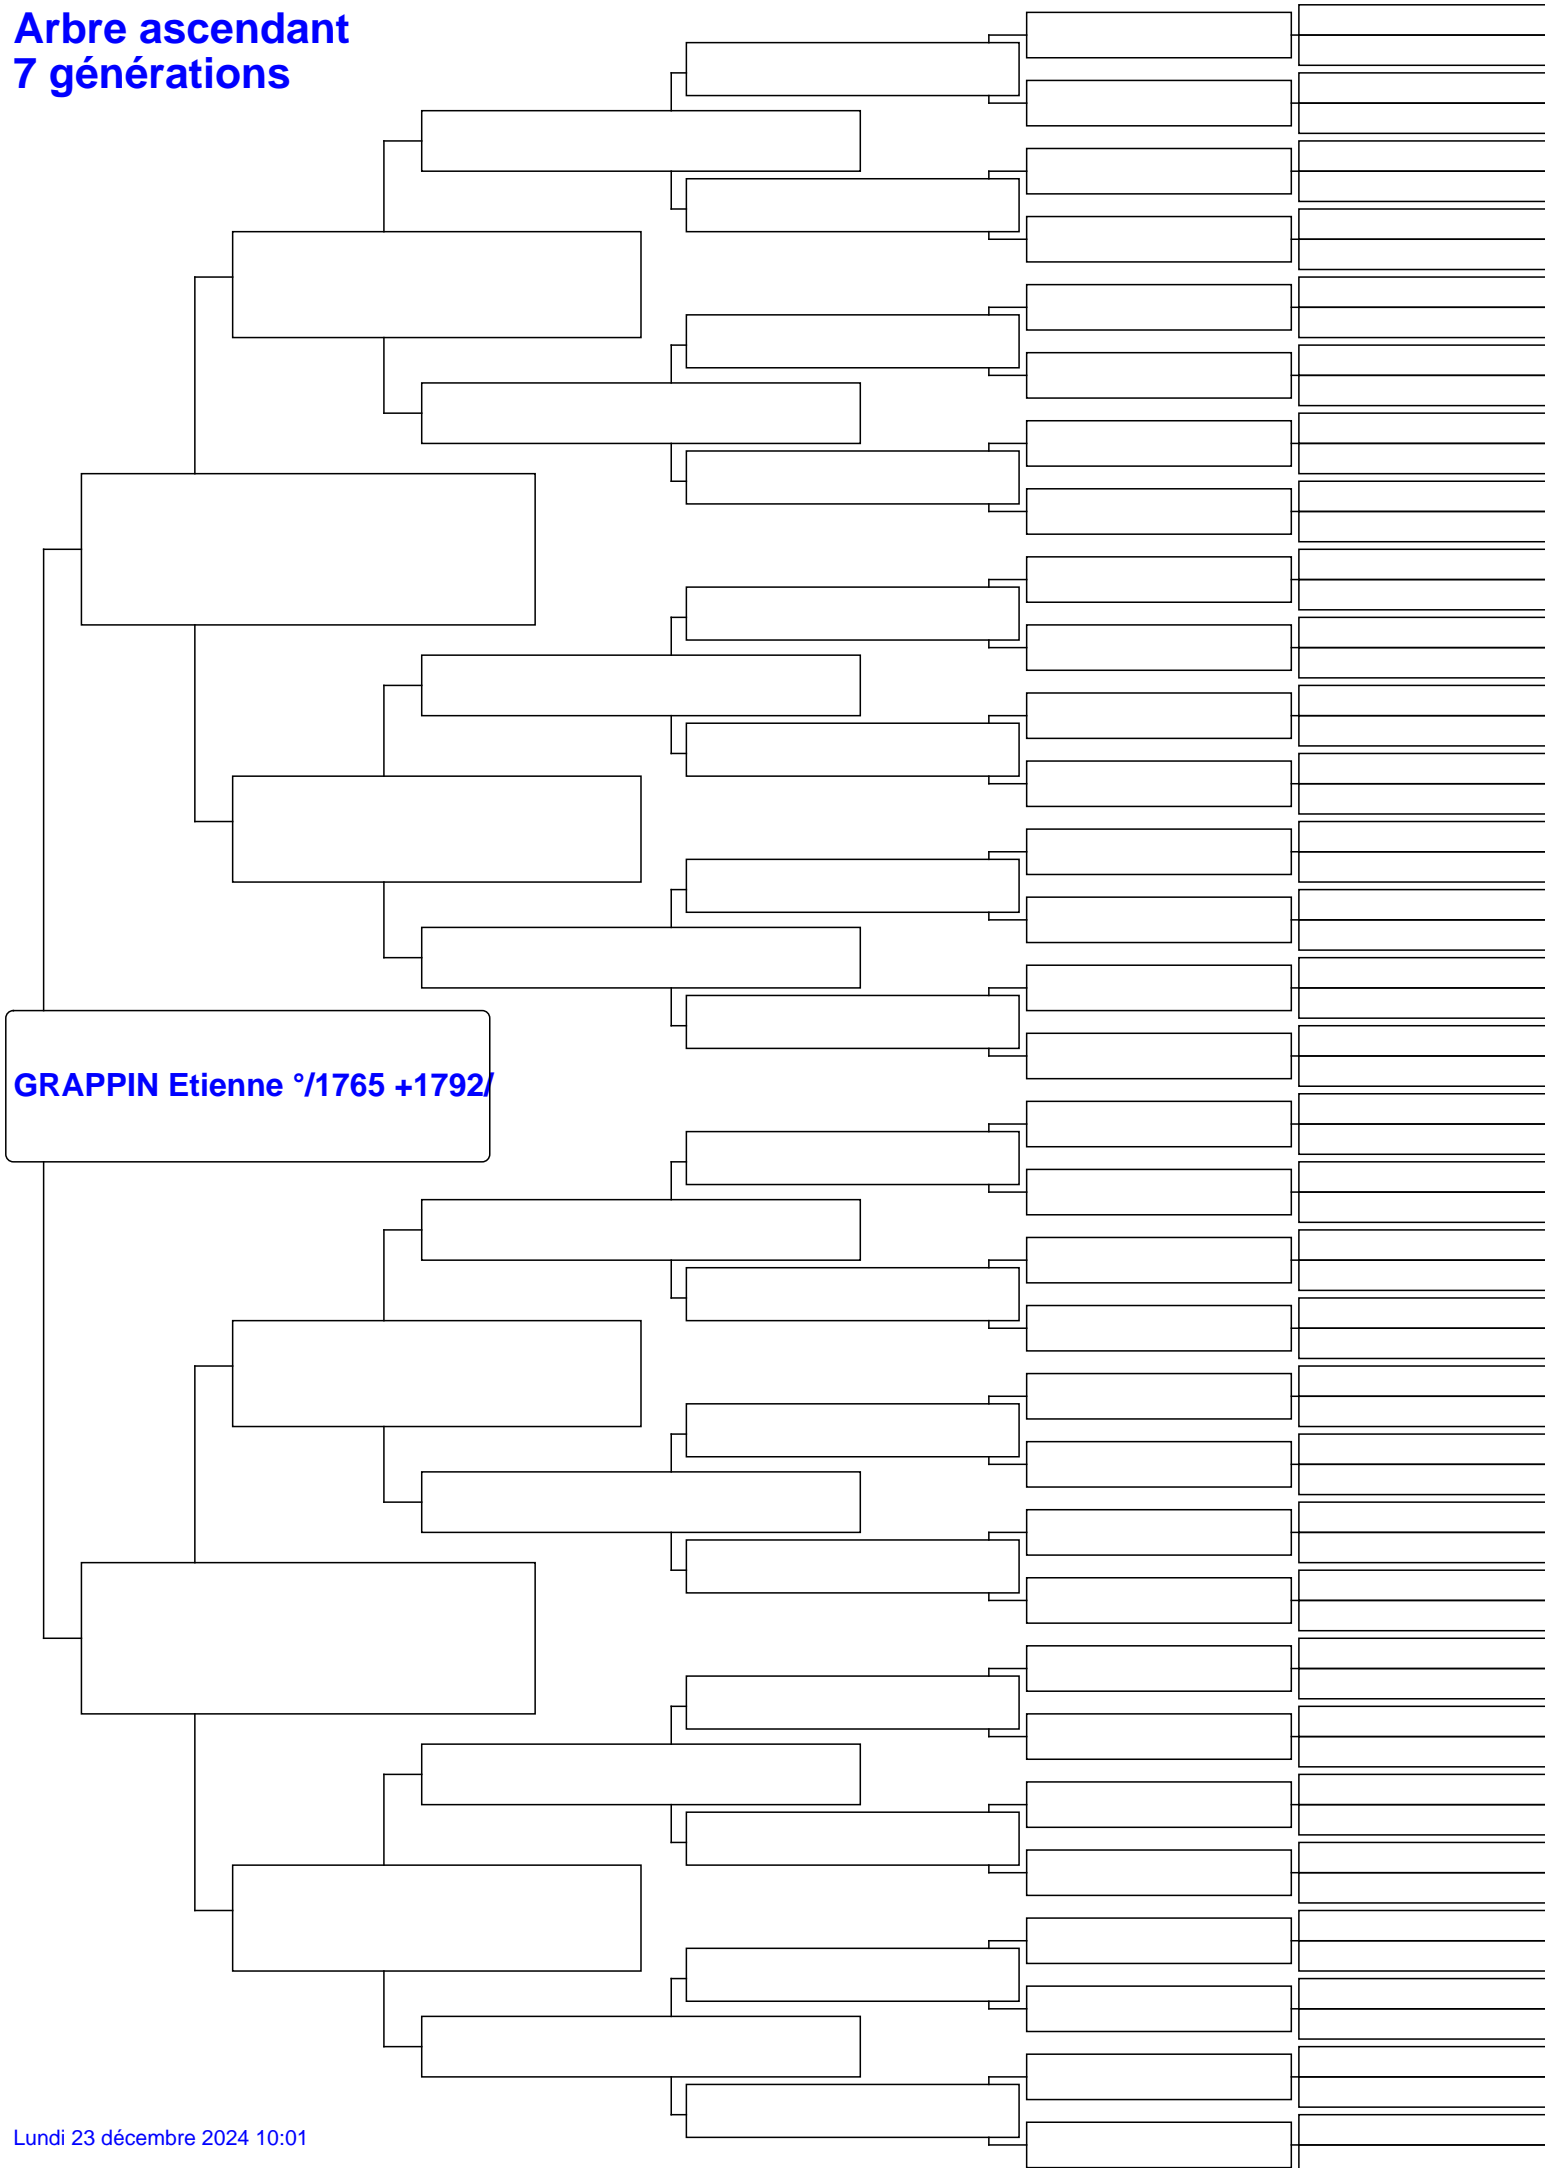 Arbre ascendant
7 générations
GRAPPIN Etienne °/1765 +1792/
Lundi 23 décembre 2024 10:01